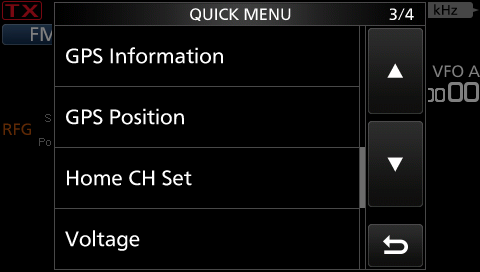 TX
QUICK MENU
3/4
kHz
FM
GPS Information
VFO A
GPS Position
RFG
Home CH Set
Voltage